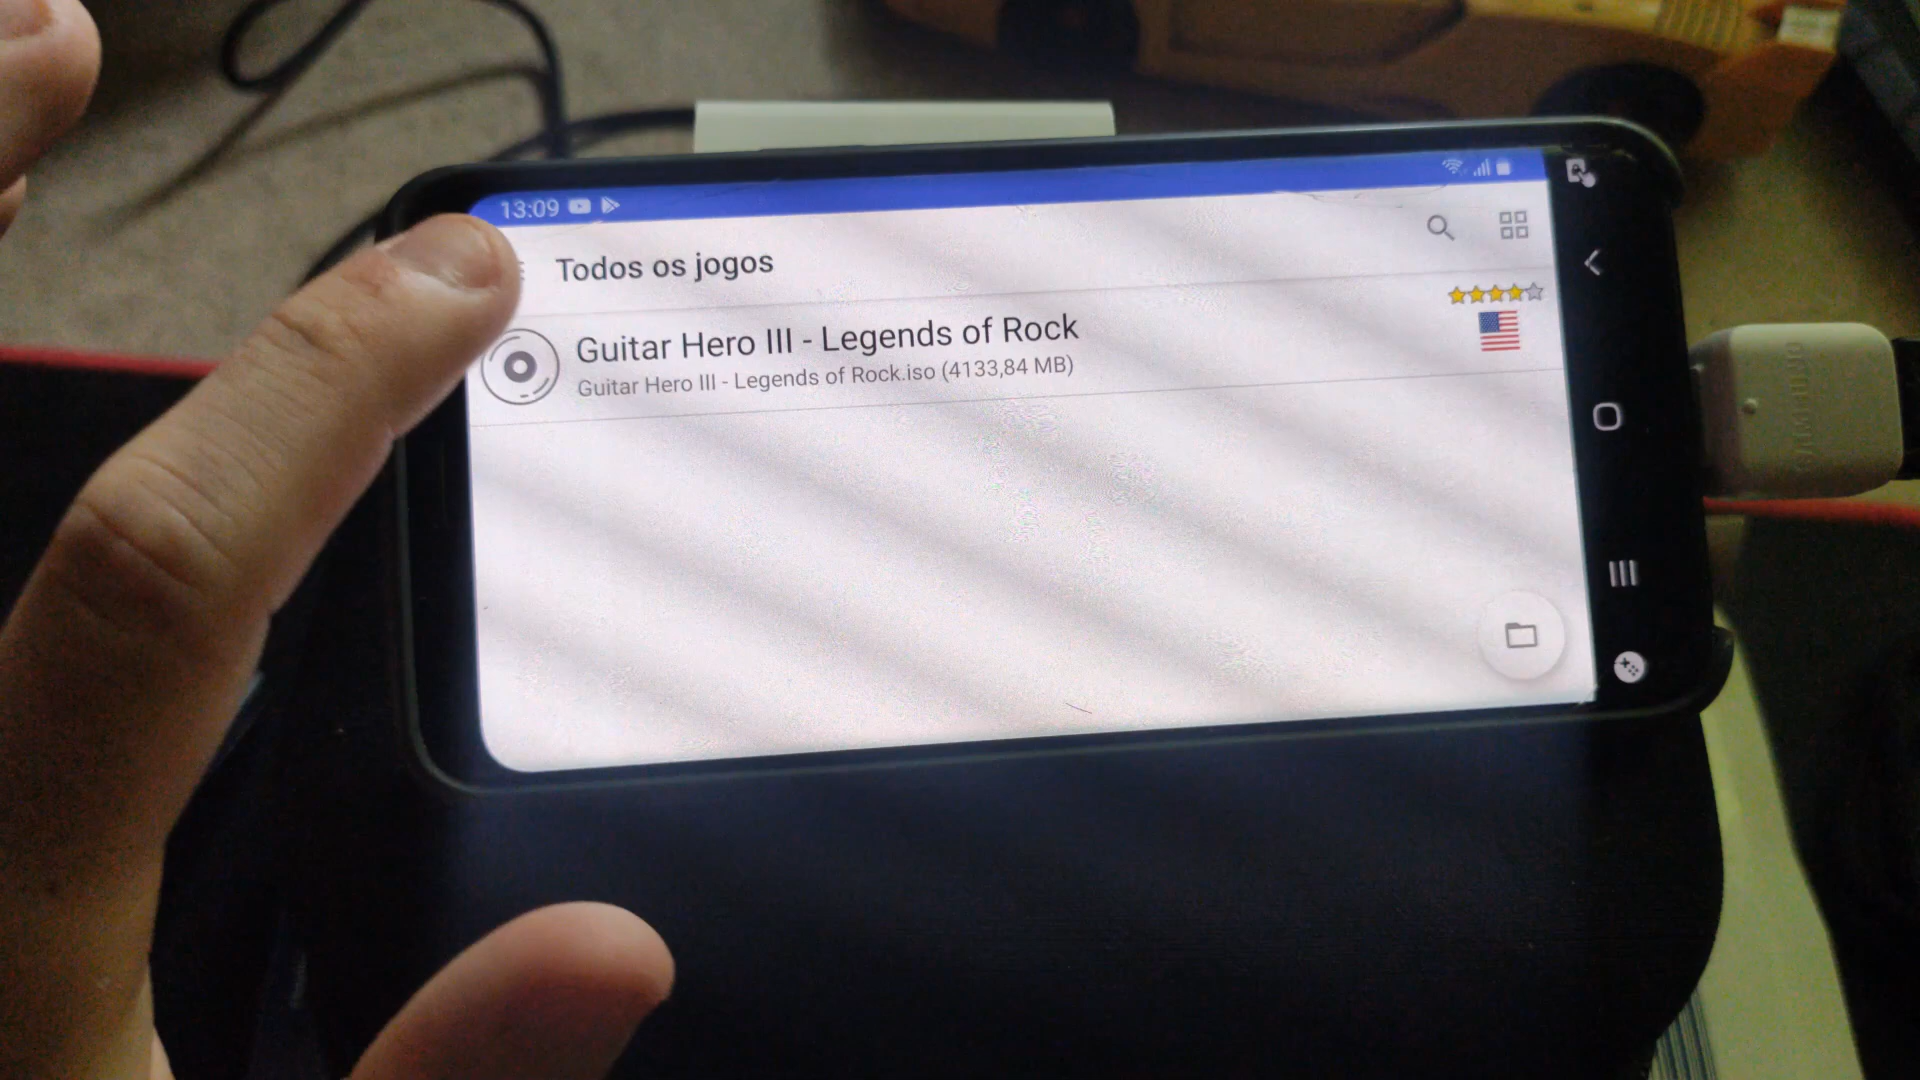 13:09
Todos os jogos
Guitar Hero III - Legends of Rock
Guitar Hero III - Legends of Rock.iso (4133,84 MB)
SAMSUNG